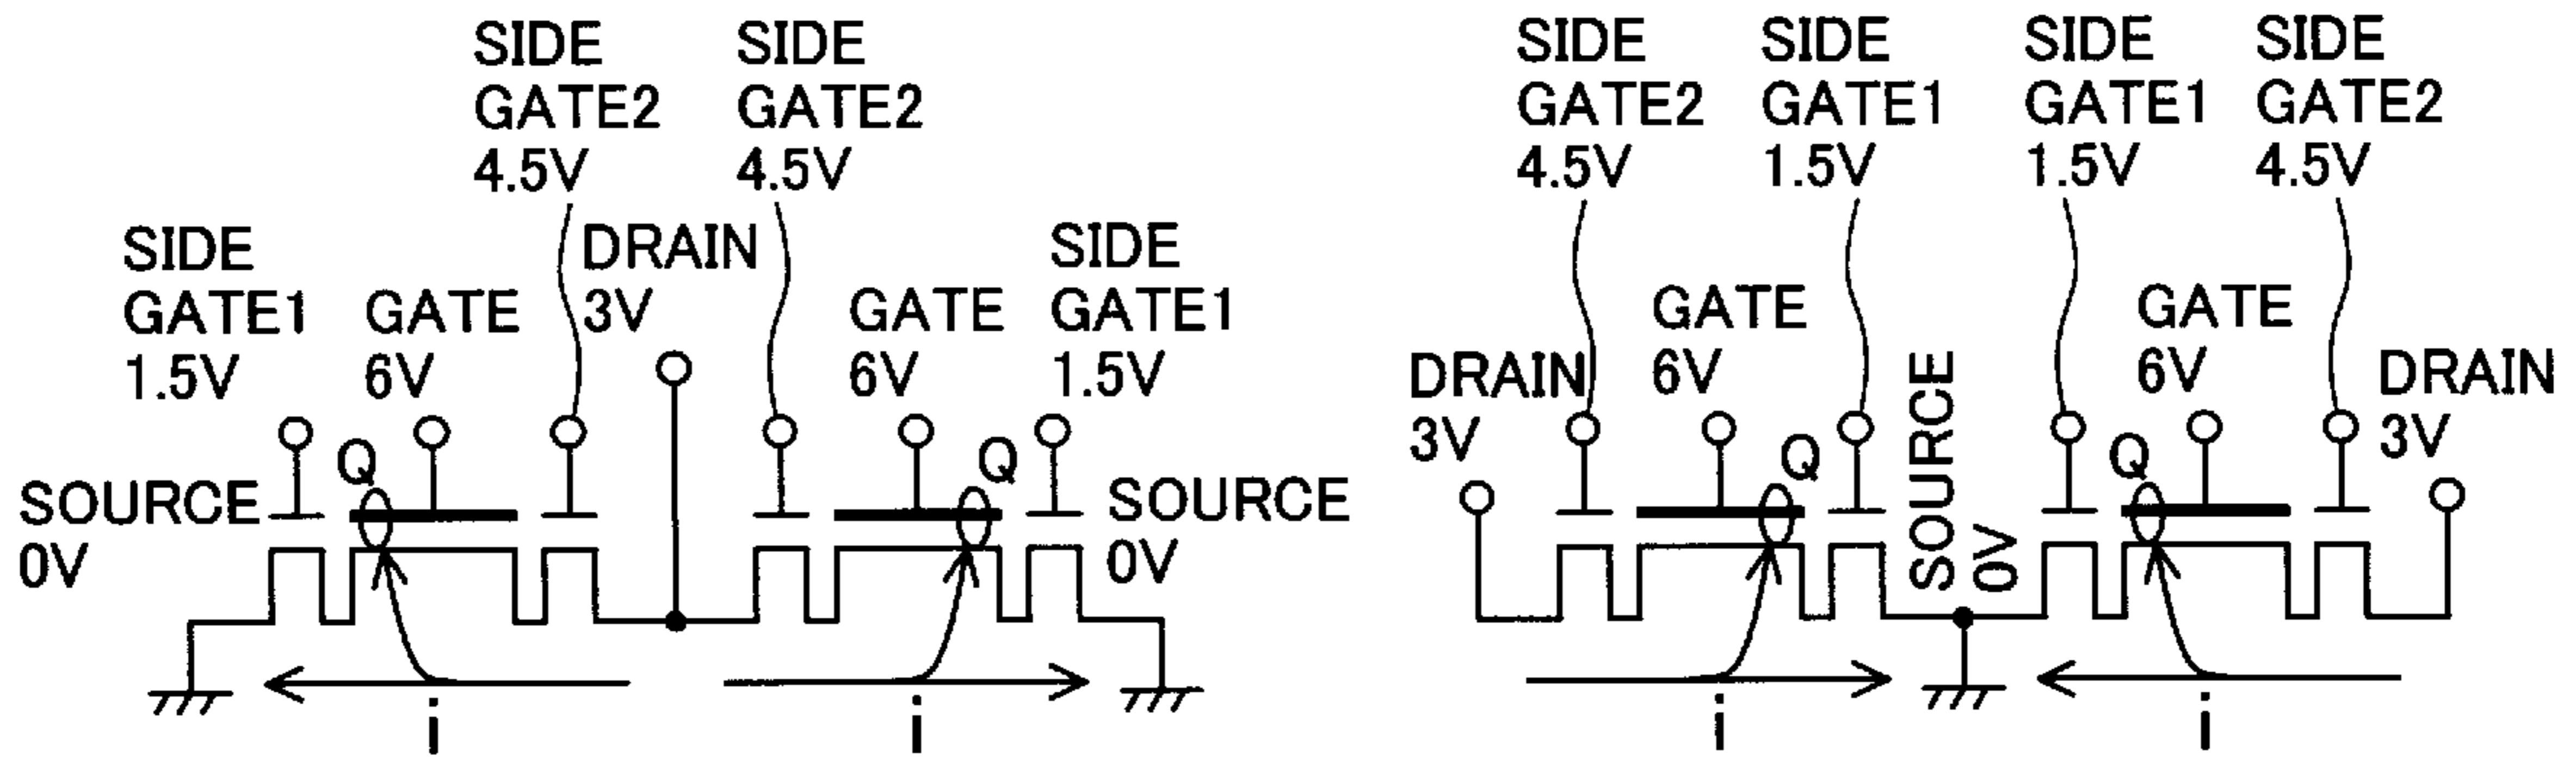 SIDE
GATE2
4.5V
SIDE
GATE2
4.5V
SIDE
GATE1
1.5V
GATE
6V
DRAIN
3V
GATE
6V
SIDE
GATE1
1.5V
Q
Q
SOURCE
0V
SOURCE
0V
i
i
SIDE
GATE2
4.5V
SIDE
GATE1
1.5V
SIDE
GATE1
1.5V
SIDE
GATE2
4.5V
DRAIN
3V
GATE
6V
SOURCE
0V
GATE
6V
DRAIN
3V
Q
Q
i
i